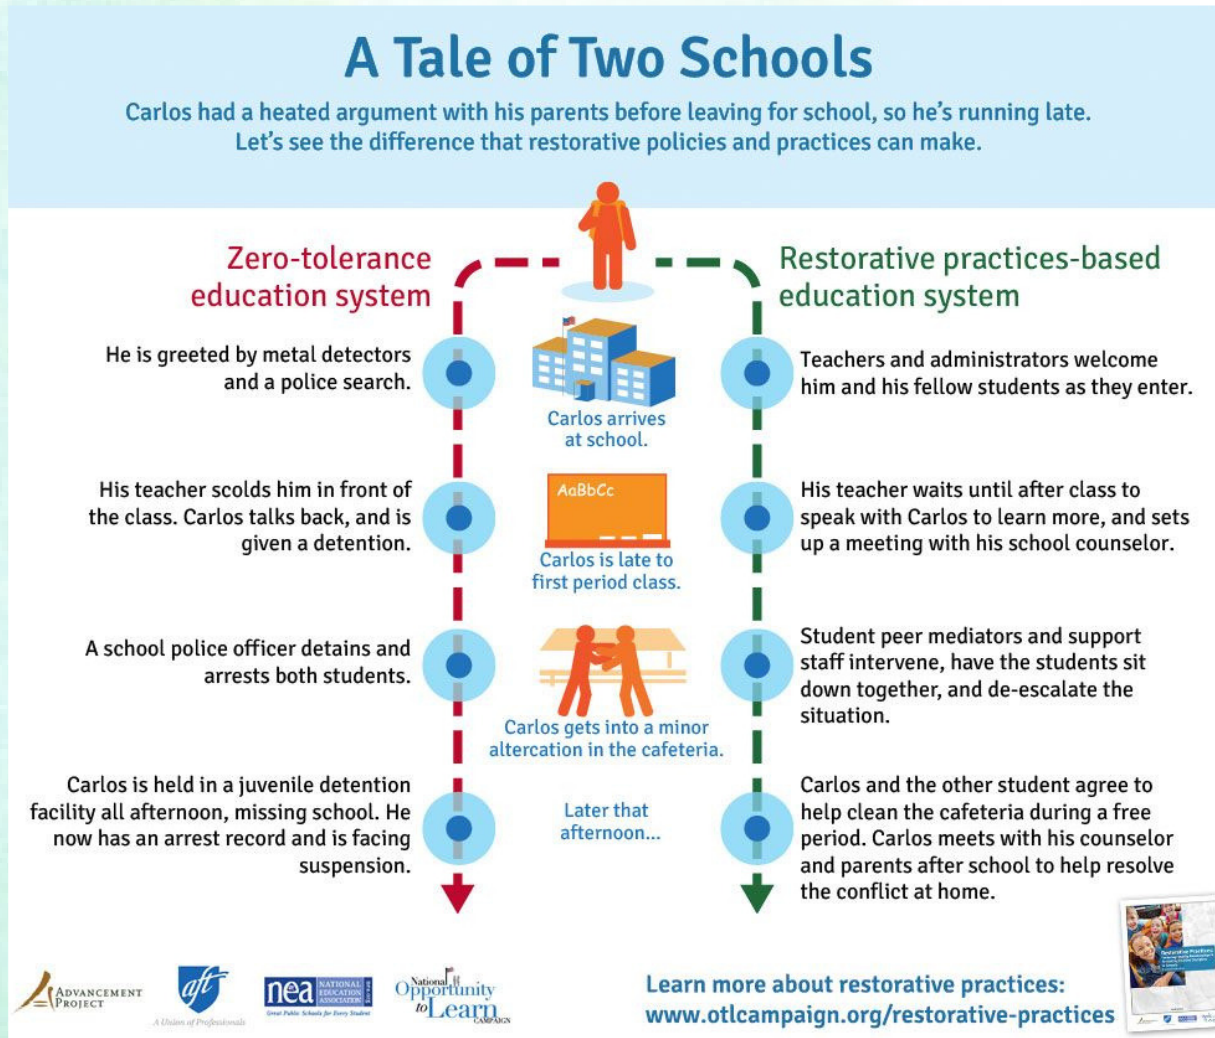 A Tale of Two Schools
Carlos had a heated argument with his parents before leaving for school, so he's running late.
Let's see the difference that restorative policies and practices can make.
Zero-tolerance
education system
Restorative practices-based
education system
He is greeted by metal detectors
and a police search.
Carlos arrives
at school.
Teachers and administrators welcome
him and his fellow students as they enter.
His teacher scolds him in front of
the class. Carlos talks back, and is
given a detention.
AaBbCc
Carlos is late to
first period class.
His teacher waits until after class to
speak with Carlos to learn more, and sets
up a meeting with his school counselor.
A school police officer detains and
arrests both students.
Carlos gets into a minor
altercation in the cafeteria.
Student peer mediators and support
staff intervene, have the students sit
down together, and de-escalate the
situation.
Carlos is held in a juvenile detention
facility all afternoon, missing school. He
now has an arrest record and is facing
suspension.
Later that
afternoon...
Carlos and the other student agree to
help clean the cafeteria during a free
period. Carlos meets with his counselor
and parents after school to help resolve
the conflict at home.
ADVANCEMENT
PROJECT
aft
A Union of Professionals
nea
NATIONAL
EDUCATION
ASSOCIATION
Great Public Schools for Every Student
National
Opportunity
to Learn
CAMPAIGN
Learn more about restorative practices:
www.otlcampaign.org/restorative-practices
Restorative Practices